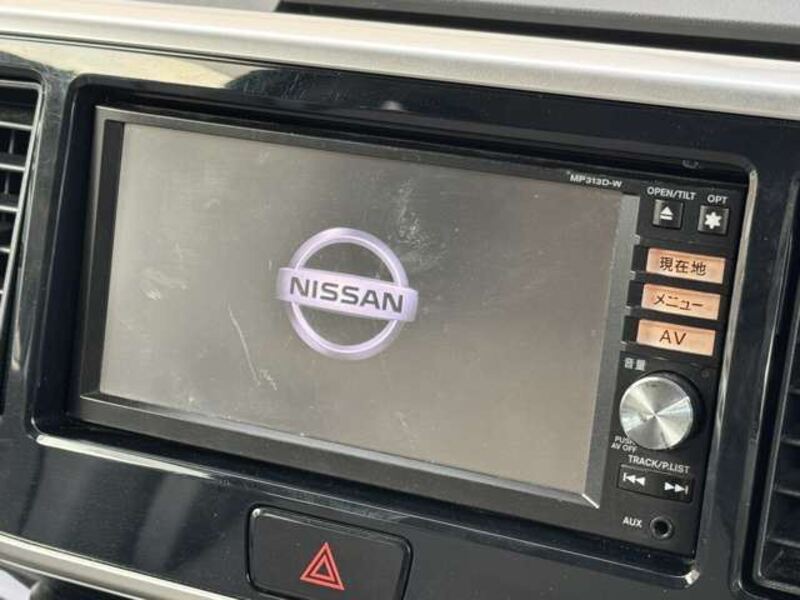 MP313D-W
OPEN/TILT
OPT
現在地
メニュー
AV
NISSAN
音量
PUSH
AV OFF
TRACK/P.LIST
AUX